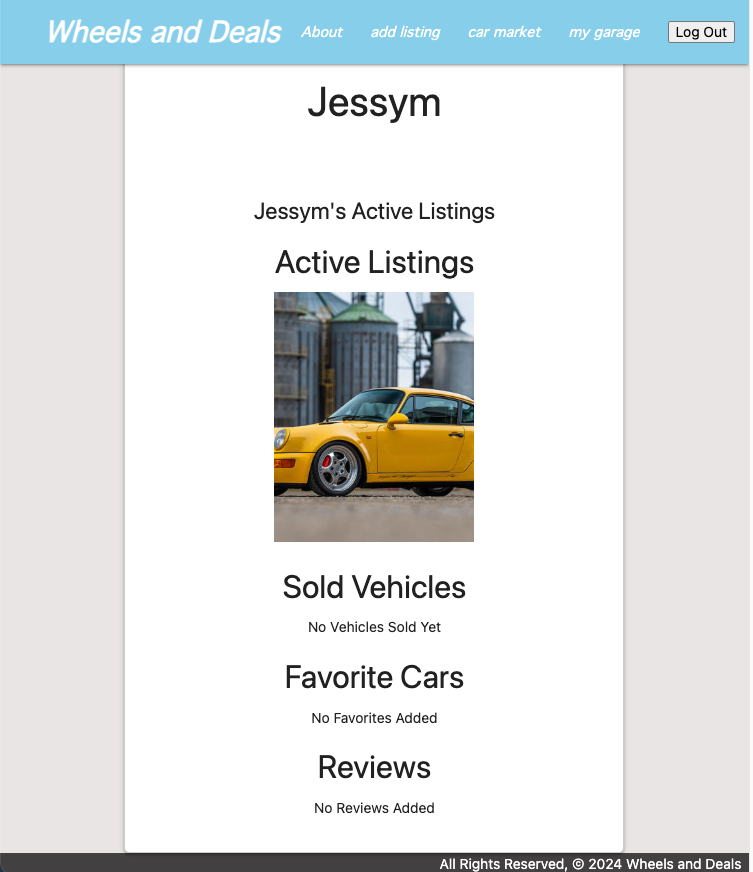 Wheels and Deals
About
add listing
car market
my garage
Log Out
Jessym
Jessym's Active Listings
Active Listings
Sold Vehicles
No Vehicles Sold Yet
Favorite Cars
No Favorites Added
Reviews
No Reviews Added
All Rights Reserved, © 2024 Wheels and Deals